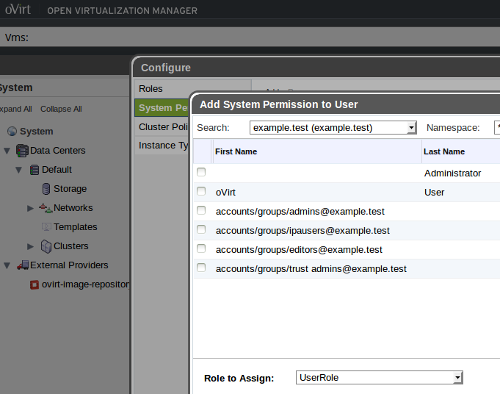 oVirt OPEN VIRTUALIZATION MANAGER
Vms:
System
Expand All Collapse All
System
Data Centers
Default
Storage
Networks
Templates
Clusters
External Providers
ovirt-image-repository
Configure
Roles
System Pe
Cluster Poli
Instance Ty
Add System Permission to User
Search: example.test (example.test) Namespace:
First Name Last Name
Administrator
oVirt User
accounts/groups/admins@example.test
accounts/groups/ipausers@example.test
accounts/groups/editors@example.test
accounts/groups/trust admins@example.test
Role to Assign: UserRole